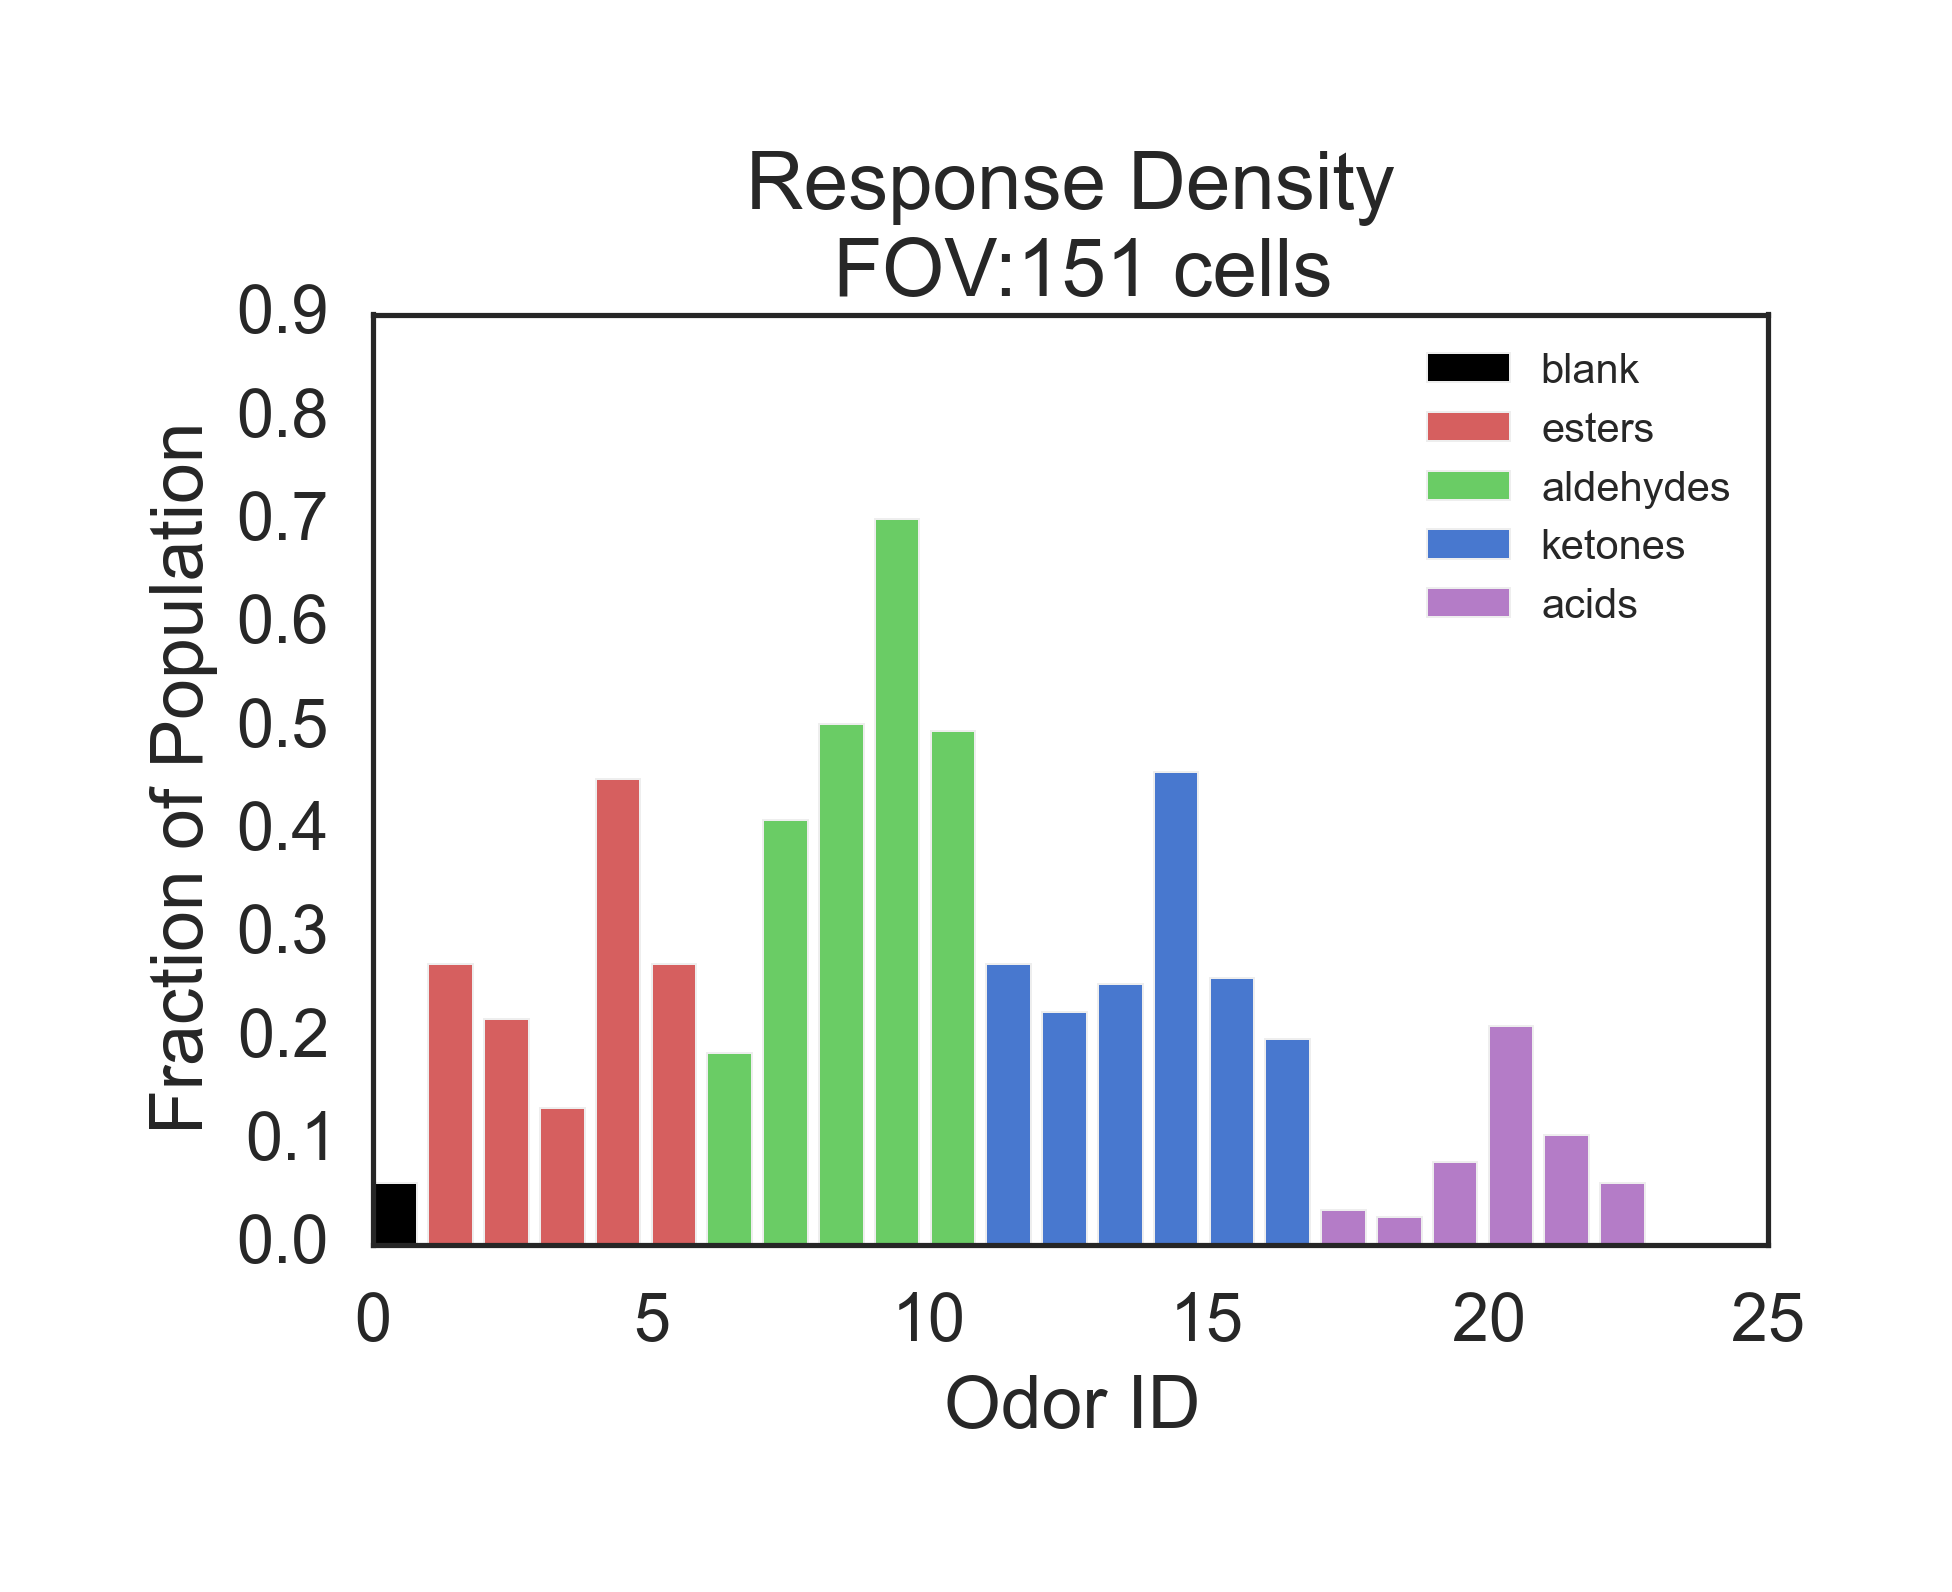 Response Density
FOV:151 cells
0.9
0.8
0.7
0.6
0.5
0.4
0.3
0.2
0.1
0.0
Fraction of Population
blank
esters
aldehydes
ketones
acids
0 5 10 15 20 25
Odor ID